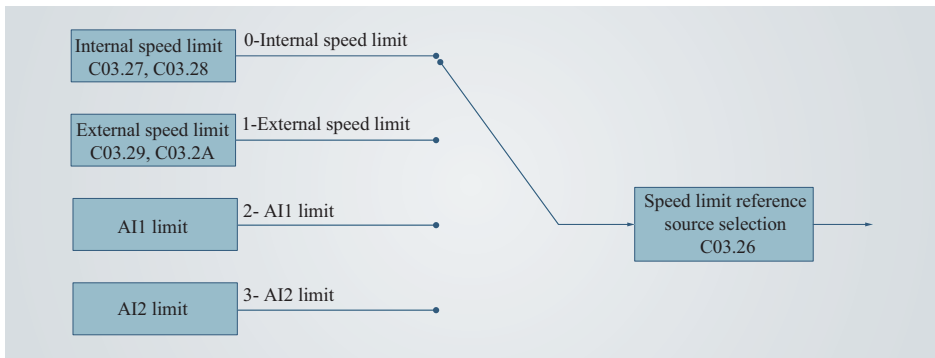 Internal speed limit
C03.27, C03.28
0-Internal speed limit
External speed limit
C03.29, C03.2A
1-External speed limit
AI1 limit
2- AI1 limit
AI2 limit
3- AI2 limit
Speed limit reference
source selection
C03.26